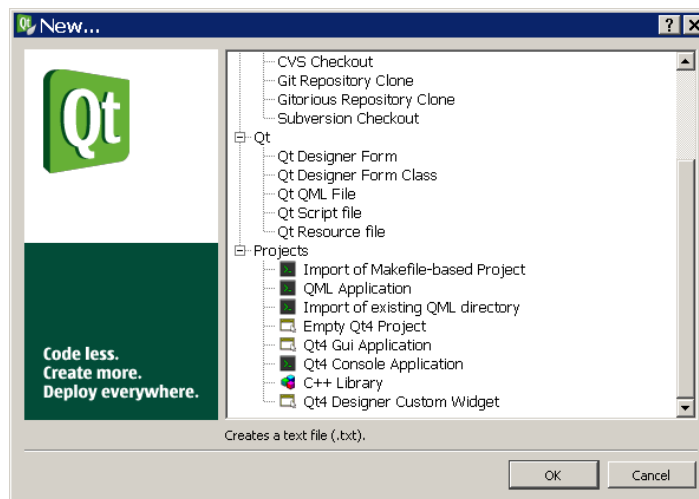 New...
Qt
Code less.
Create more.
Deploy everywhere.
CVS Checkout
Git Repository Clone
Gitorious Repository Clone
Subversion Checkout
Qt
Qt Designer Form
Qt Designer Form Class
Qt QML File
Qt Script file
Qt Resource file
Projects
Import of Makefile-based Project
QML Application
Import of existing QML directory
Empty Qt4 Project
Qt4 Gui Application
Qt4 Console Application
C++ Library
Qt4 Designer Custom Widget
Creates a text file (.txt).
OK
Cancel